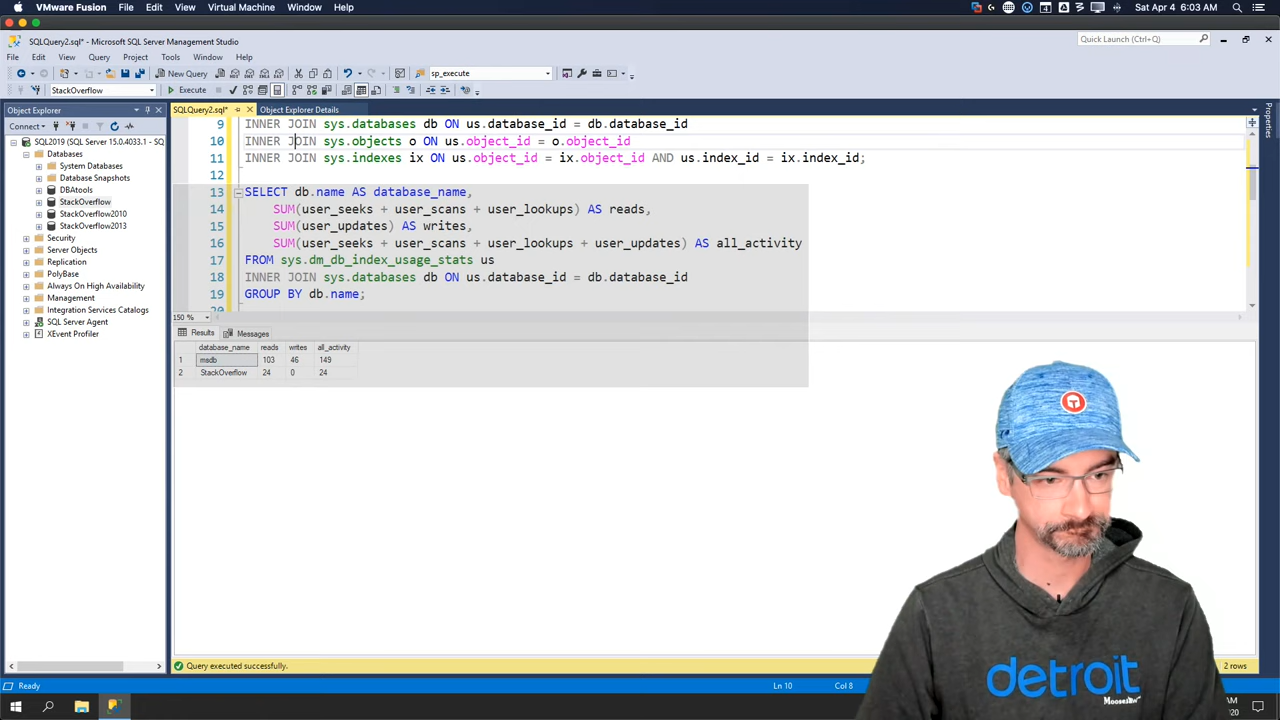 VMware Fusion File Edit View Virtual Machine Window Help Sat Apr 4 6:03 AM
SQLQuery2.sql* - Microsoft SQL Server Management Studio
Quick Launch (Ctrl+Q)
File Edit View Query Project Tools Window Help
New Query sp_execute
StackOverflow Execute
Object Explorer
SQLQuery2.sql* Object Explorer Details
Properties
Connect
SQL2019 (SQL Server 15.0.4033.1 - SQ
Databases
System Databases
Database Snapshots
DBAtools
StackOverflow
StackOverflow2010
StackOverflow2013
Security
Server Objects
Replication
PolyBase
Always On High Availability
Management
Integration Services Catalogs
SQL Server Agent
XEvent Profiler
9 INNER JOIN sys.databases db ON us.database_id = db.database_id
10 INNER JOIN sys.objects o ON us.object_id = o.object_id
11 INNER JOIN sys.indexes ix ON us.object_id = ix.object_id AND us.index_id = ix.index_id;
12
13 SELECT db.name AS database_name,
14 SUM(user_seeks + user_scans + user_lookups) AS reads,
15 SUM(user_updates) AS writes,
16 SUM(user_seeks + user_scans + user_lookups + user_updates) AS all_activity
17 FROM sys.dm_db_index_usage_stats us
18 INNER JOIN sys.databases db ON us.database_id = db.database_id
19 GROUP BY db.name;
20
150 %
Results Messages
database_name reads writes all_activity
1 msdb 103 46 149
2 StackOverflow 24 0 24
Query executed successfully.
2 rows
Ready Ln 10 Col 8
detroit
Moosejaw